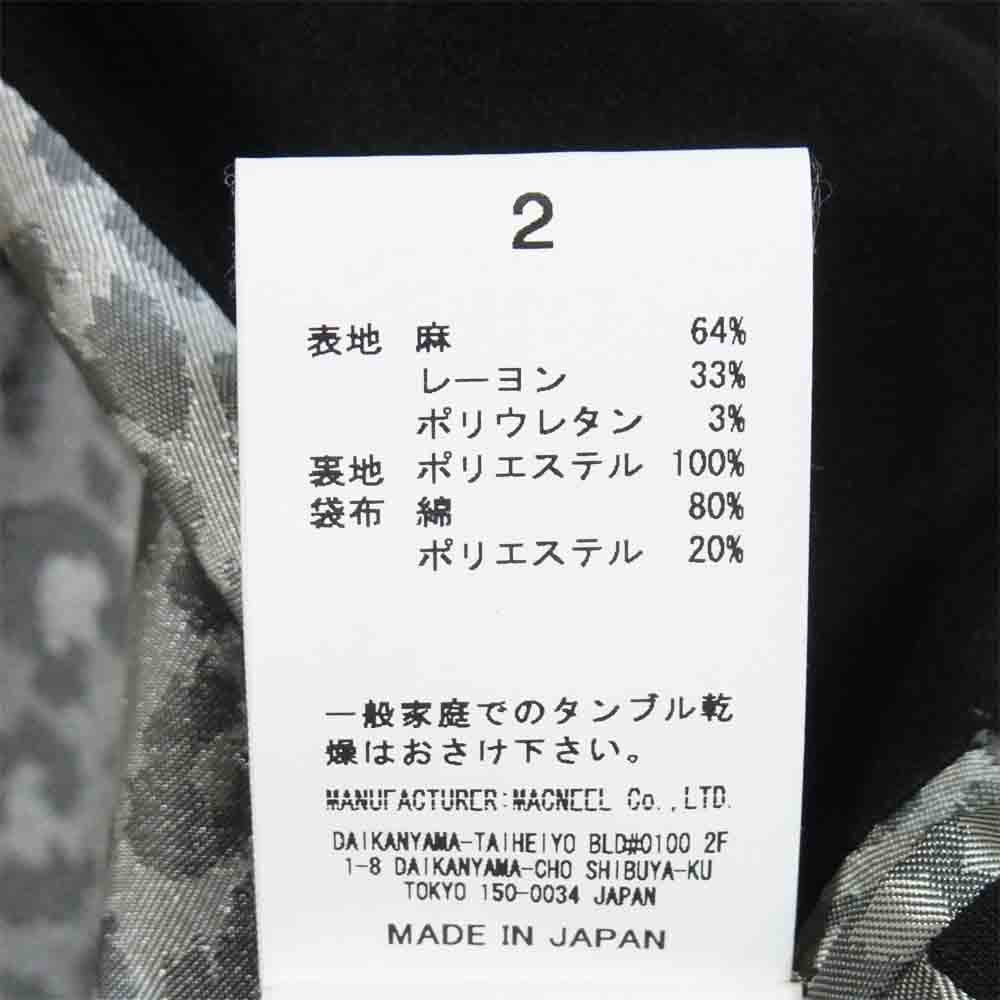 2
表地 麻 64%
レーヨン 33%
ポリウレタン 3%
裏地 ポリエステル 100%
袋布 綿 80%
ポリエステル 20%
一般家庭でのタンブル乾
燥はおさけ下さい。
MANUFACTURER:MACNEEL Co.,LTD.
DAIKANYAMA-TAIHEIYO BLD#0100 2F
1-8 DAIKANYAMA-CHO SHIBUYA-KU
TOKYO 150-0034 JAPAN
MADE IN JAPAN